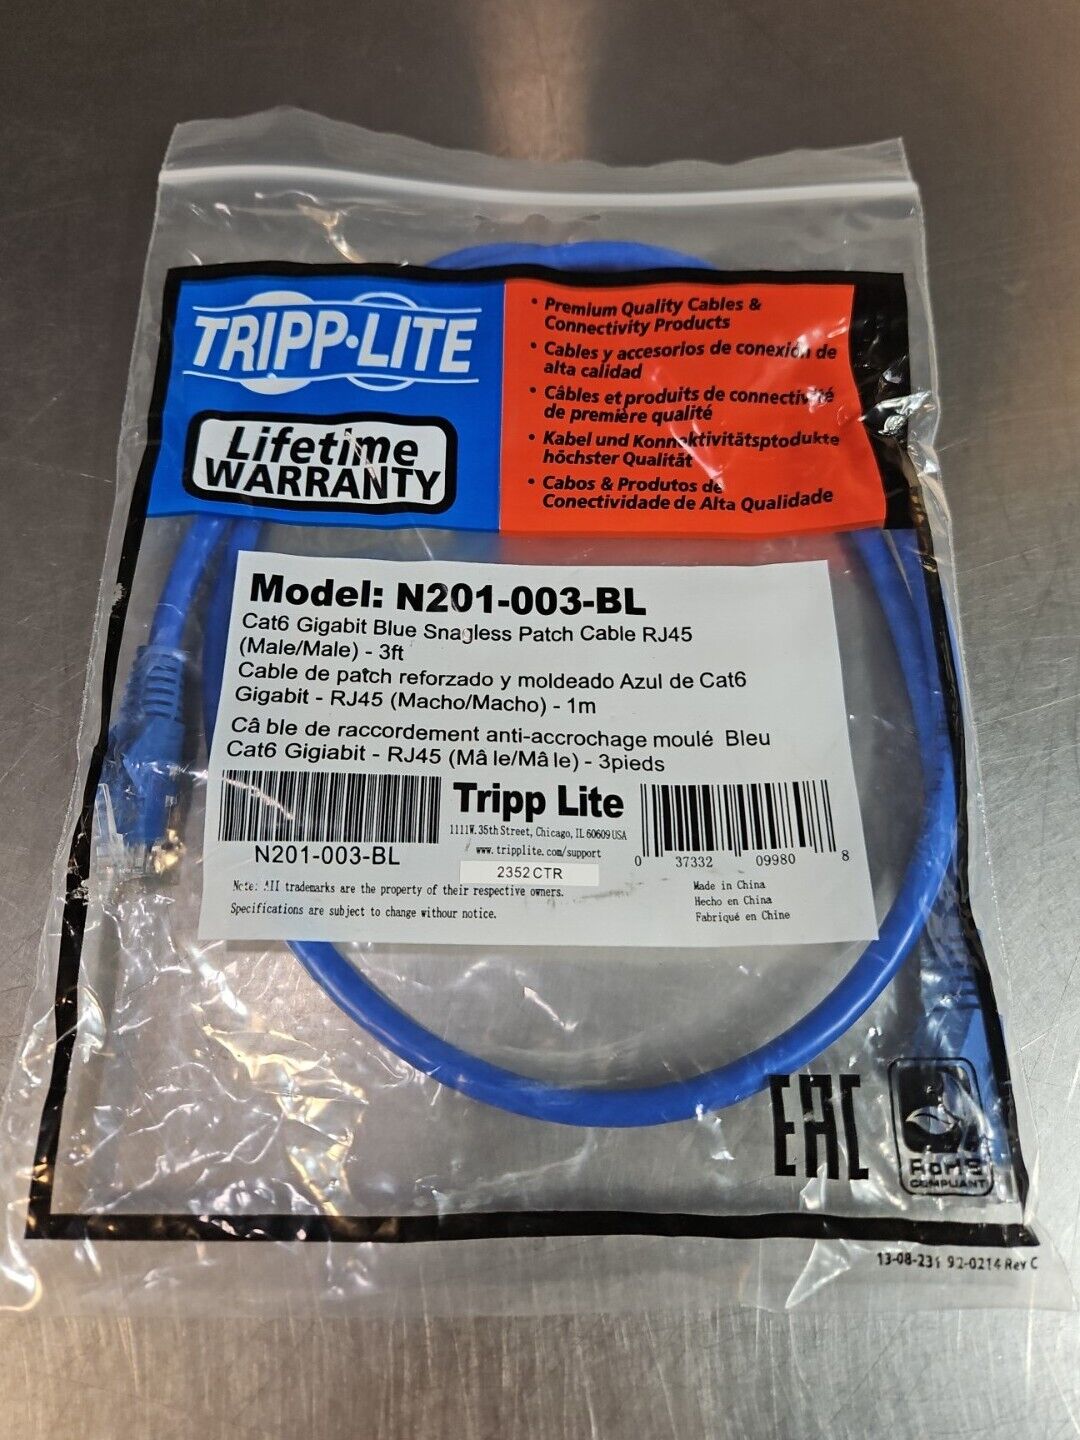 TRIPP·LITE
Lifetime
WARRANTY
• Premium Quality Cables &
Connectivity Products
• Cables y accesorios de conexión de
alta calidad
• Câbles et produits de connectivité
de première qualité
• Kabel und Konnektivitätsptodukte
höchster Qualität
• Cabos & Produtos de
Conectividade de Alta Qualidade
Model: N201-003-BL
Cat6 Gigabit Blue Snagless Patch Cable RJ45
(Male/Male) - 3ft
Cable de patch reforzado y moldeado Azul de Cat6
Gigabit - RJ45 (Macho/Macho) - 1m
Câ ble de raccordement anti-accrochage moulé Bleu
Cat6 Gigiabit - RJ45 (Mâ le/Mâ le) - 3pieds
N201-003-BL
Tripp Lite
1111W. 35th Street, Chicago, IL 60609 USA
www.tripplite.com/support
2352CTR
0 37332 09980 8
Note: All trademarks are the property of their respective owners.
Specifications are subject to change withour notice.
Made in China
Hecho en China
Fabriqué en Chine
EAC
RoHS
COMPLIANT
13-08-231 92-0214 Rev C